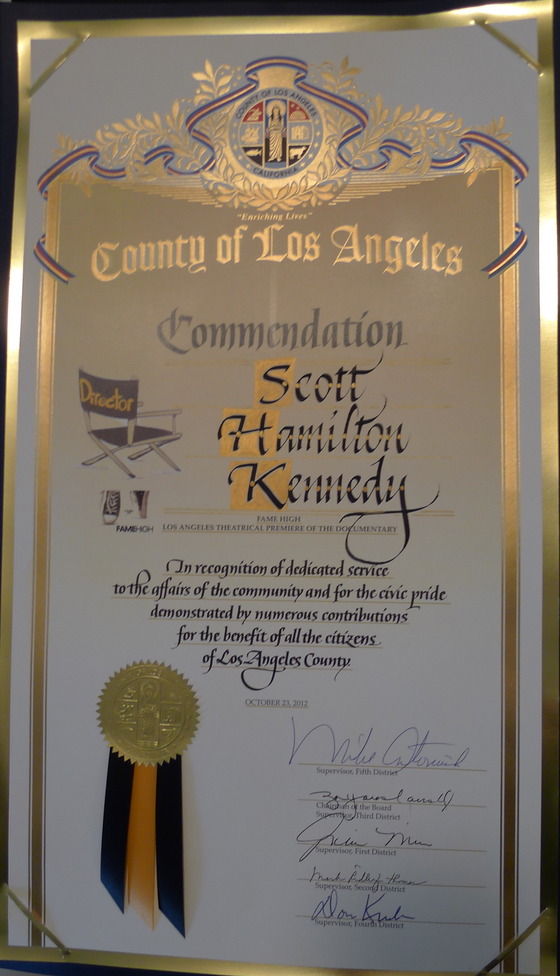 COUNTY OF LOS ANGELES
CALIFORNIA
"Enriching Lives"
County of Los Angeles
Commendation
Director
Scott
Hamilton
Kennedy
FAMEHIGH
FAME HIGH
LOS ANGELES THEATRICAL PREMIERE OF THE DOCUMENTARY
In recognition of dedicated service
to the affairs of the community and for the civic pride
demonstrated by numerous contributions
for the benefit of all the citizens
of Los Angeles County.
OCTOBER 23, 2012
Supervisor, Fifth District
Chairman of the Board
Supervisor, Third District
Supervisor, First District
Supervisor, Second District
Supervisor, Fourth District